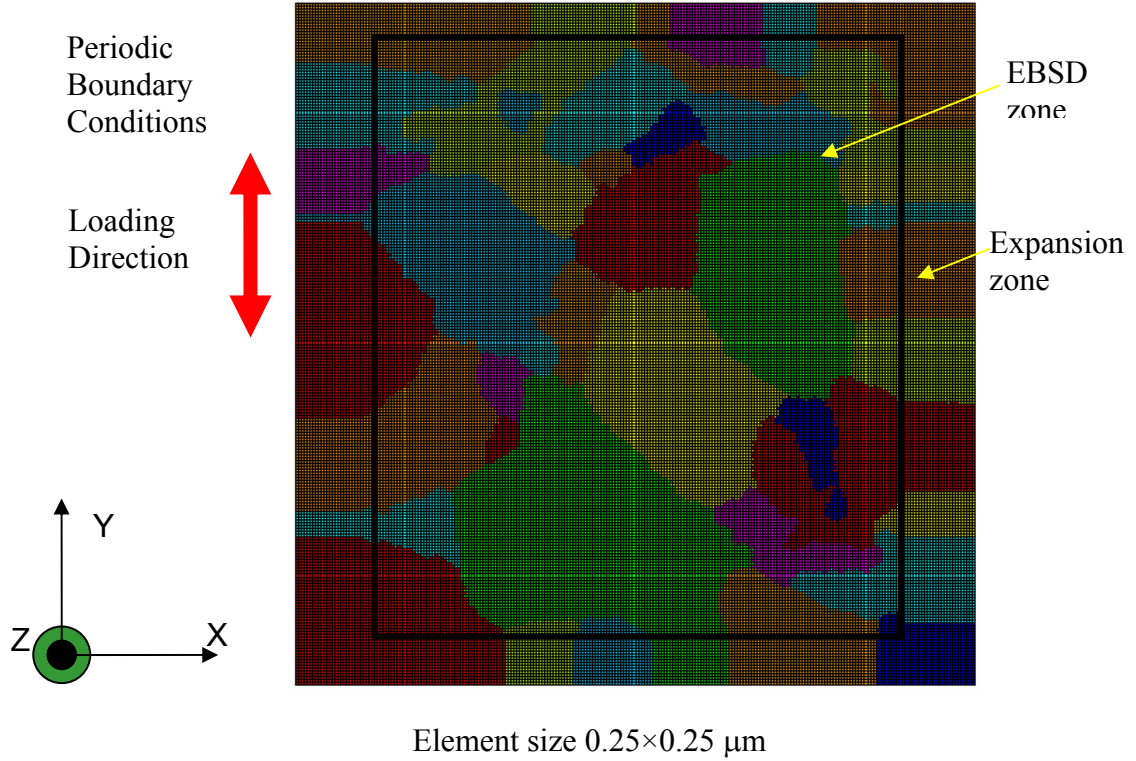 Periodic
Boundary
Conditions
EBSD
zone
Loading
Direction
Expansion
zone
Y
Z
X
Element size 0.25×0.25 μm